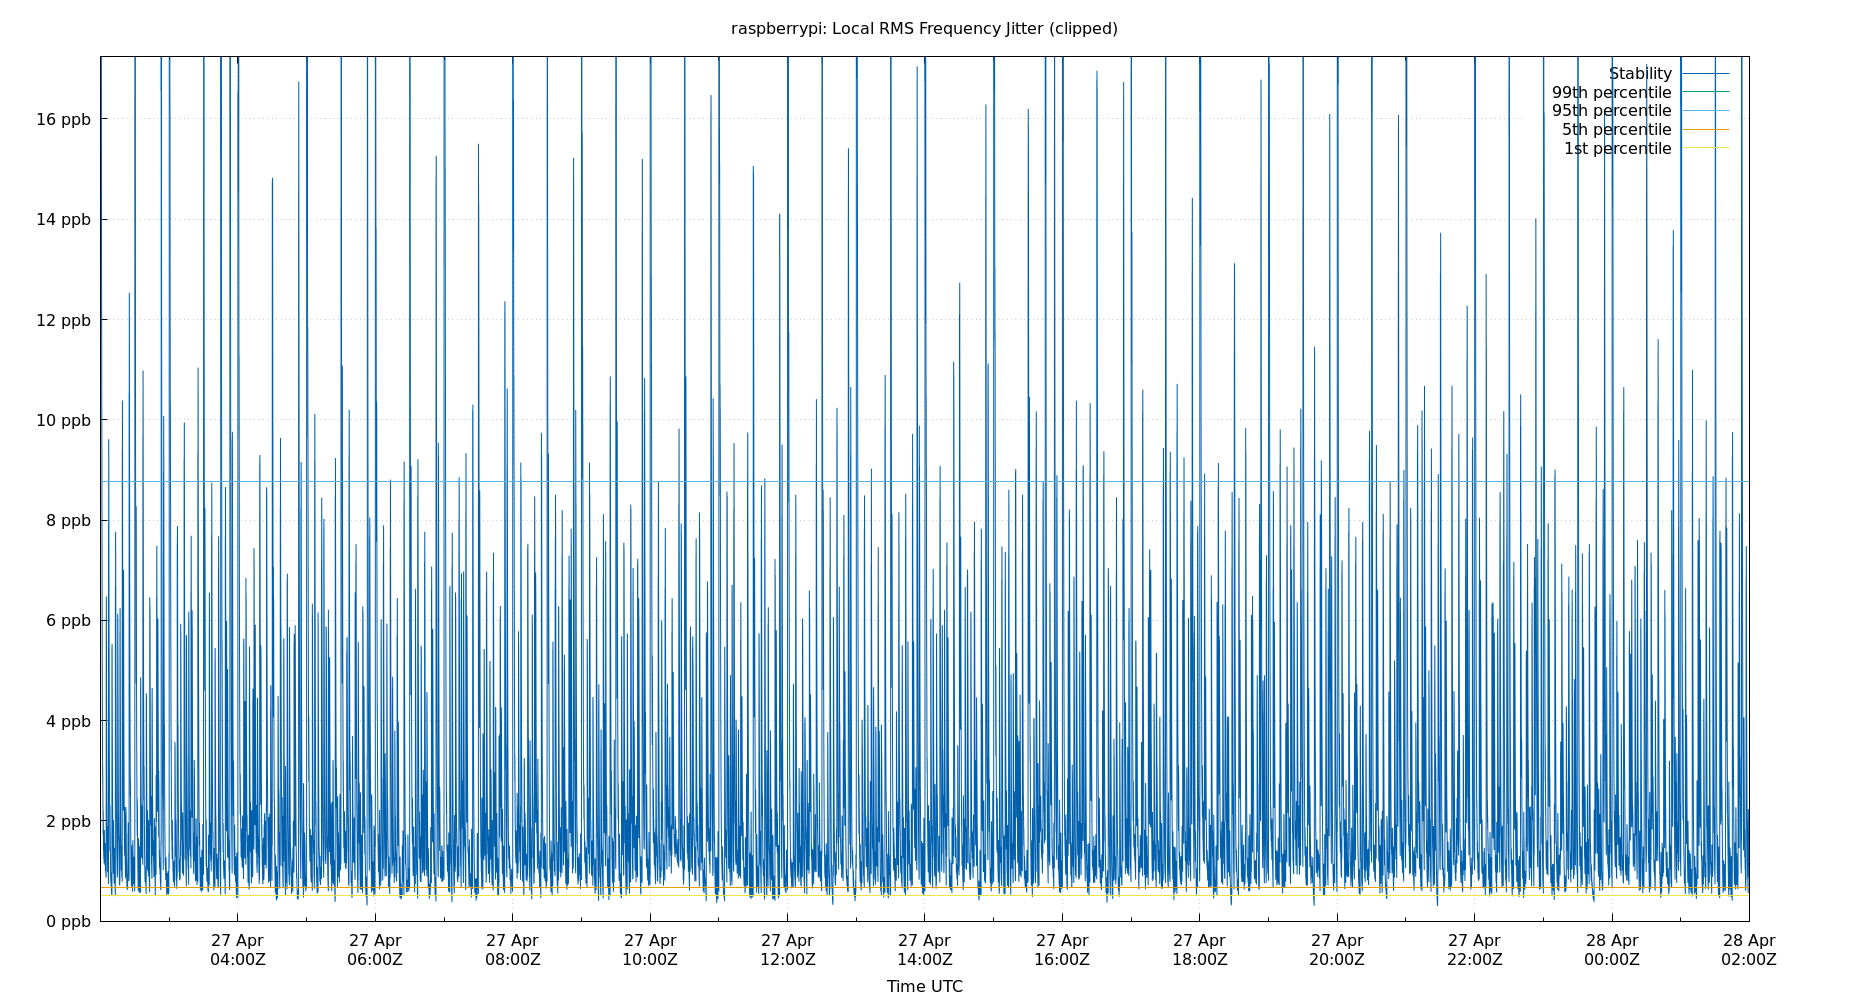 raspberrypi: Local RMS Frequency Jitter (clipped)
Stability
99th percentile
95th percentile
5th percentile
1st percentile
16 ppb
14 ppb
12 ppb
10 ppb
8 ppb
6 ppb
4 ppb
2 ppb
0 ppb
27 Apr 27 Apr 27 Apr 27 Apr 27 Apr 27 Apr 27 Apr 27 Apr 27 Apr 27 Apr 28 Apr 28 Apr
04:00Z 06:00Z 08:00Z 10:00Z 12:00Z 14:00Z 16:00Z 18:00Z 20:00Z 22:00Z 00:00Z 02:00Z
Time UTC